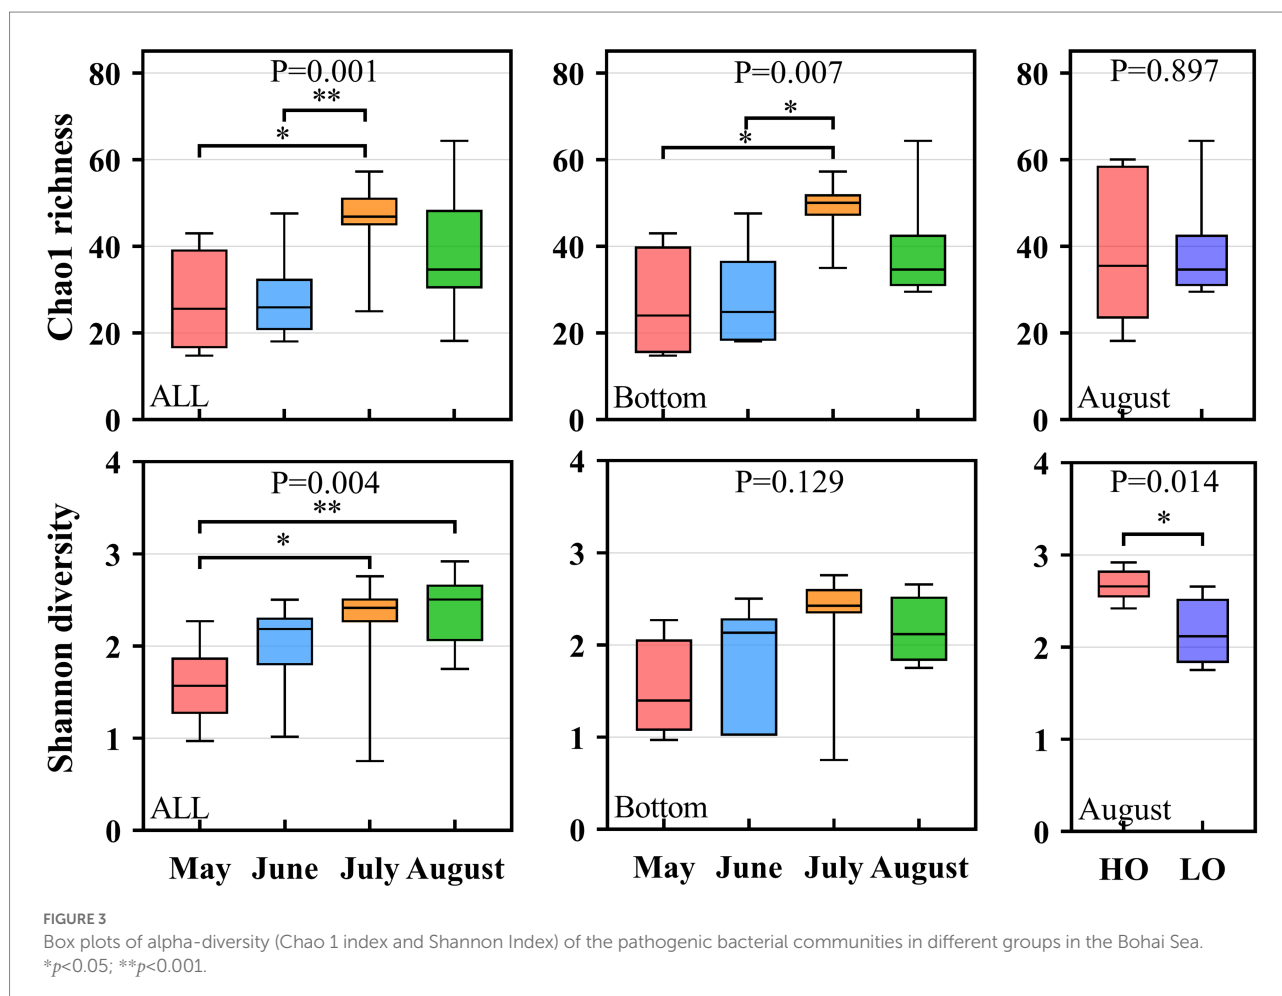 Chao1 richness
80
60
40
20
0
P=0.001
**
*
ALL
80
60
40
20
0
P=0.007
*
*
Bottom
80
60
40
20
0
P=0.897
August
Shannon diversity
4
3
2
1
0
P=0.004
**
*
ALL
May June July August
4
3
2
1
0
P=0.129
Bottom
May June July August
4
3
2
1
0
P=0.014
*
August
HO LO
FIGURE 3
Box plots of alpha-diversity (Chao 1 index and Shannon Index) of the pathogenic bacterial communities in different groups in the Bohai Sea.
*p<0.05; **p<0.001.